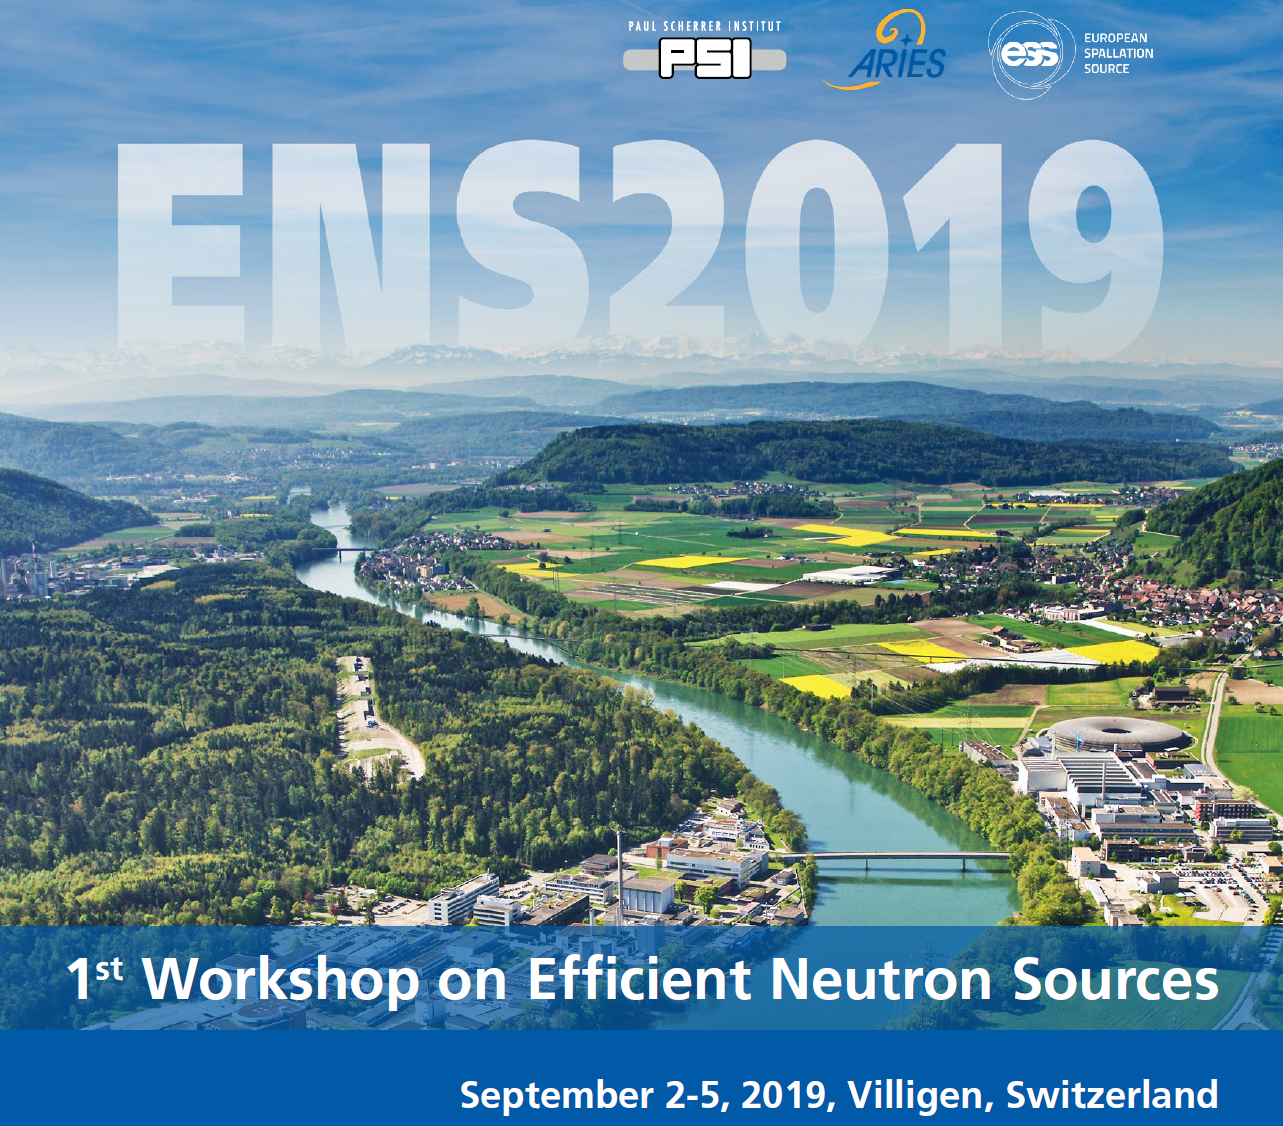 PAUL SCHERRER INSTITUT
PSI
ARIES
ess
EUROPEAN
SPALLATION
SOURCE
ENS2019
1st Workshop on Efficient Neutron Sources
September 2-5, 2019, Villigen, Switzerland